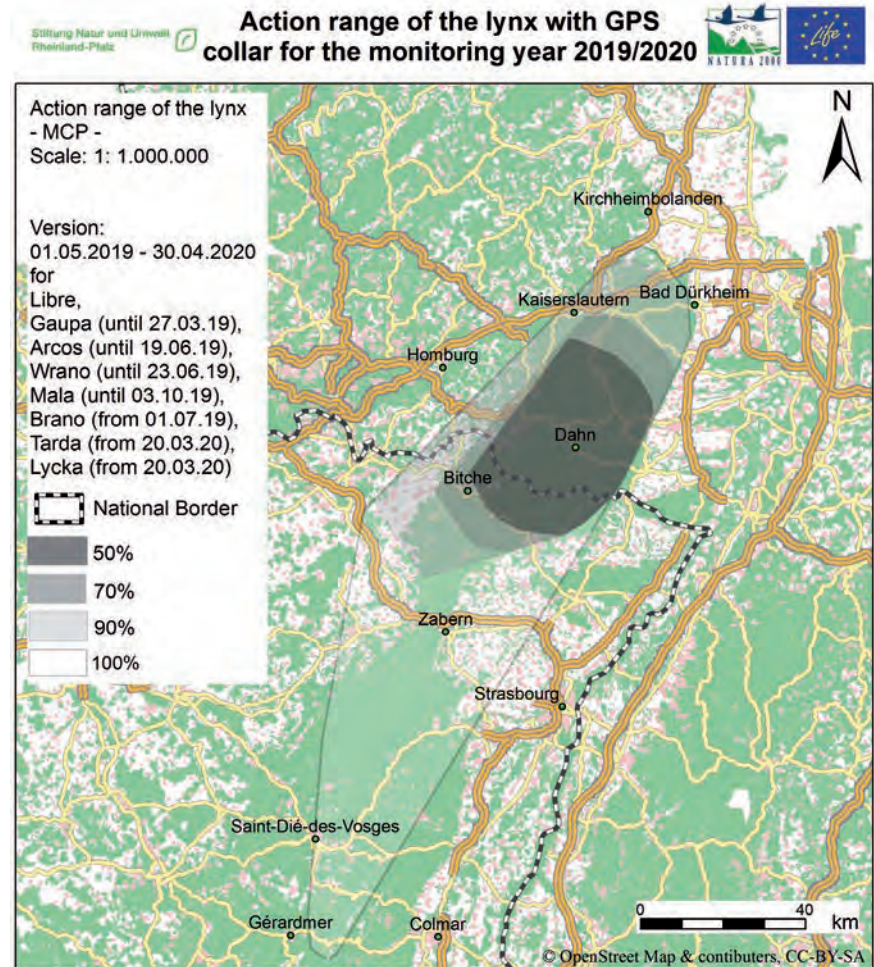 Stiftung Natur und Umwelt
Rheinland-Pfalz
Action range of the lynx with GPS
collar for the monitoring year 2019/2020
NATURA 2000
Life
Action range of the lynx
- MCP -
Scale: 1: 1.000.000
Version:
01.05.2019 - 30.04.2020
for
Libre,
Gaupa (until 27.03.19),
Arcos (until 19.06.19),
Wrano (until 23.06.19),
Mala (until 03.10.19),
Brano (from 01.07.19),
Tarda (from 20.03.20),
Lycka (from 20.03.20)
National Border
50%
70%
90%
100%
N
Kirchheimbolanden
Kaiserslautern
Bad Dürkheim
Homburg
Dahn
Bitche
Zabern
Strasbourg
Saint-Dié-des-Vosges
Gérardmer
Colmar
0 40
km
© OpenStreet Map & contibuters, CC-BY-SA